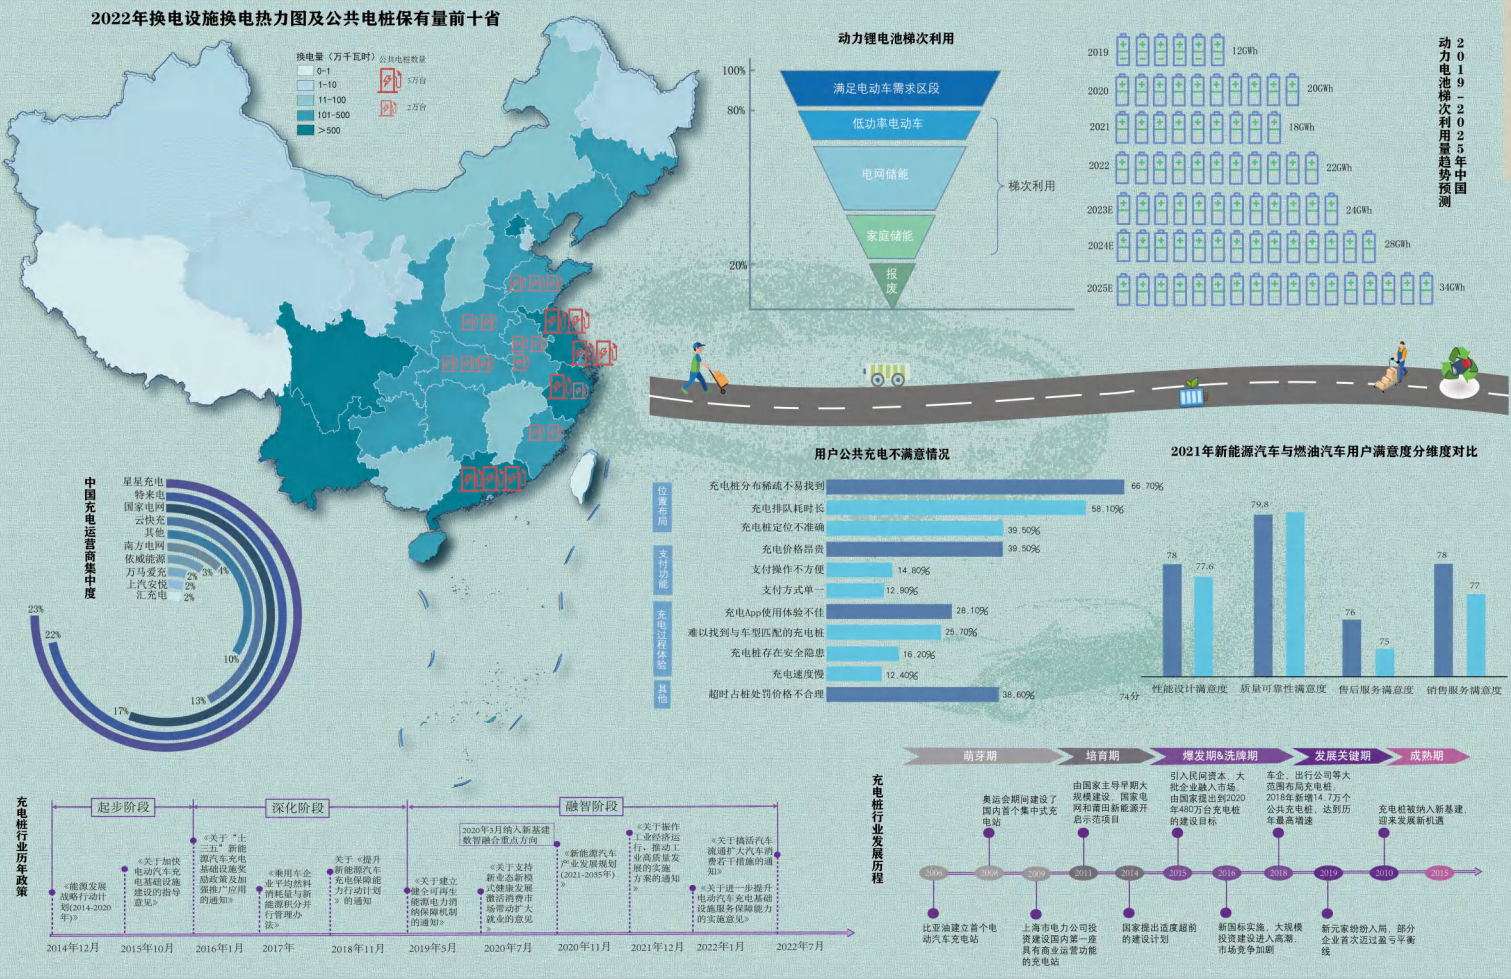 2022年换电设施换电热力图及公共电桩保有量前十省
换电量（万千瓦时）
0-1
1-10
11-100
101-500
＞500
公共电桩数量
5万台
2万台
动力锂电池梯次利用
100%
80%
20%
满足电动车需求区段
低功率电动车
电网储能
家庭储能
报
废
梯次利用
2019-2025年中国
动力电池梯次利用量趋势预测
2019 12GWh
2020 20GWh
2021 18GWh
2022 22GWh
2023E 24GWh
2024E 28GWh
2025E 34GWh
中国充电运营商集中度
星星充电
特来电
国家电网
云快充
其他
南方电网
依威能源
万马爱充
上汽安悦
汇充电
23%
22%
17%
13%
10%
4%
3%
2%
2%
2%
用户公共充电不满意情况
位置布局
充电桩分布稀疏不易找到 66.70%
充电排队耗时长 58.10%
充电桩定位不准确 39.50%
支付功能
充电价格昂贵 39.50%
支付操作不方便 14.80%
支付方式单一 12.90%
充电过程体验
充电App使用体验不佳 28.10%
难以找到与车型匹配的充电桩 25.70%
充电桩存在安全隐患 16.20%
充电速度慢 12.40%
其他
超时占桩处罚价格不合理 38.60%
2021年新能源汽车与燃油汽车用户满意度分维度对比
78
77.6
79.8
76
75
78
77
74分
性能设计满意度
质量可靠性满意度
售后服务满意度
销售服务满意度
充电桩行业历年政策
起步阶段
深化阶段
融智阶段
《能源发展
战略行动计
划(2014-2020
年)》
2014年12月
《关于加快
电动汽车充
电基础设施
建设的指导
意见》
2015年10月
《关于“十
三五”新能
源汽车充电
基础设施奖
励政策及加
强推广应用
的通知》
2016年1月
《乘用车企
业平均然料
消耗量与新
能源积分并
行管理办
法》
2017年
关于《提升
新能源汽车
充电保障能
力行动计划
》的通知
2018年11月
《关于建立
健全可再生
能源电力消
纳保障机制
的通知》
2019年5月
2020年3月纳入新基建
数智融合重点方向
《关于支持
新业态新模
式健康发展
激活消费市
场带动扩大
就业的意见
》
2020年7月
《新能源汽车
产业发展规划
(2021-2035年)
》
2020年11月
《关于振作
工业经济运
行、推动工
业高质量发
展的实施
方案的通知
》
2021年12月
《关于进一步提升
电动汽车充电基础
设施服务保障能力
的实施意见》
2022年1月
《关于搞活汽车
流通扩大汽车消
费若干措施的通
知》
2022年7月
充电桩行业发展历程
萌芽期
培育期
爆发期&洗牌期
发展关键期
成熟期
奥运会期间建设了
国内首个集中式充
电站
由国家主导早期大
规模建设，国家电
网和莆田新能源开
启示范项目
引入民间资本，大
批企业融入市场，
由国家提出到2020
年480万台充电桩
的建设目标
车企，出行公司等大
范围布局充电桩，
2018年新增14.7万个
公共充电桩，达到历
年最高增速
充电桩被纳入新基建，
迎来发展新机遇
2006
2008
2009
2011
2014
2015
2016
2018
2019
2010
2015
比亚迪建立首个电
动汽车充电站
上海市电力公司投
资建设国内第一座
具有商业运营功能
的充电站
国家提出适度超前
的建设计划
新国标实施，大规模
投资建设进入高潮，
市场竞争加剧
新元家纷纷入局，部分
企业首次迈过盈亏平衡
线